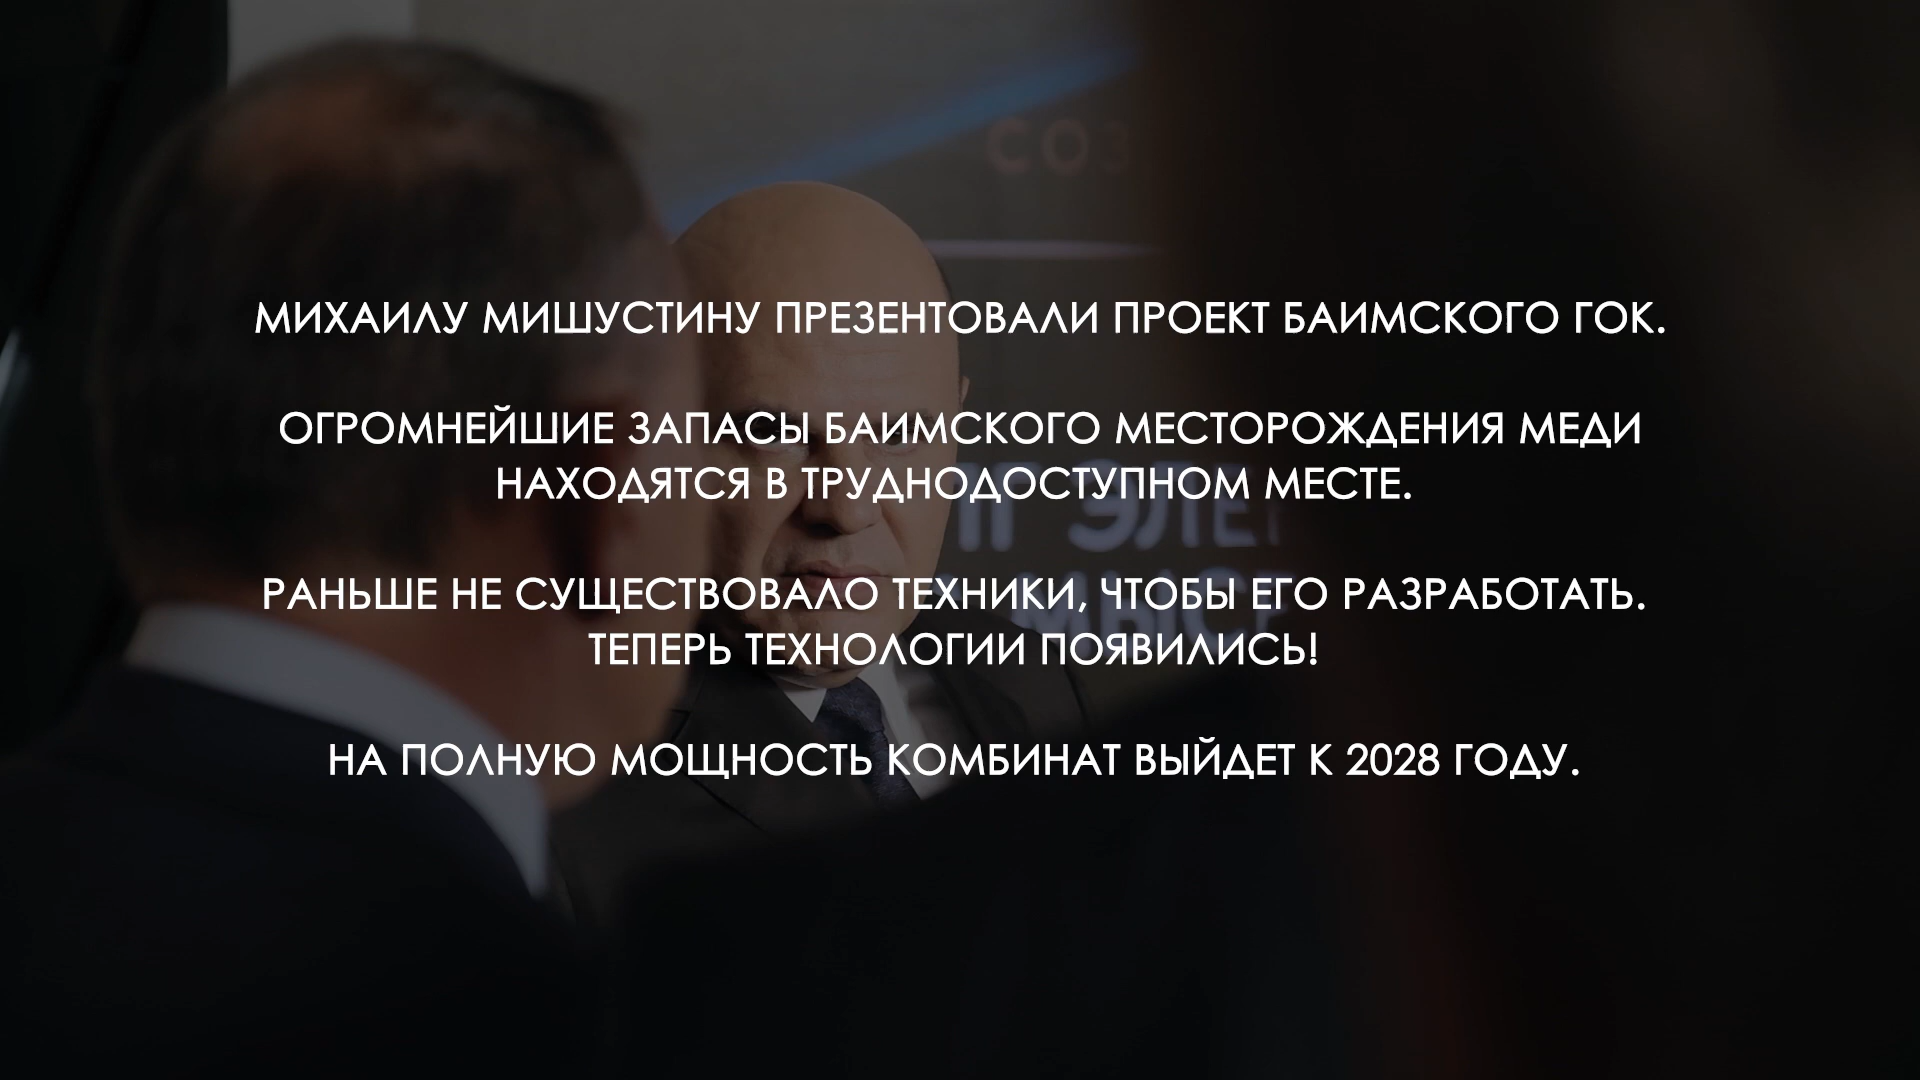 СОЗ
МИХАИЛУ МИШУСТИНУ ПРЕЗЕНТОВАЛИ ПРОЕКТ БАИМСКОГО ГОК.
ОГРОМНЕЙШИЕ ЗАПАСЫ БАИМСКОГО МЕСТОРОЖДЕНИЯ МЕДИ
НАХОДЯТСЯ В ТРУДНОДОСТУПНОМ МЕСТЕ.
РАНЬШЕ НЕ СУЩЕСТВОВАЛО ТЕХНИКИ, ЧТОБЫ ЕГО РАЗРАБОТАТЬ.
ТЕПЕРЬ ТЕХНОЛОГИИ ПОЯВИЛИСЬ!
НА ПОЛНУЮ МОЩНОСТЬ КОМБИНАТ ВЫЙДЕТ К 2028 ГОДУ.